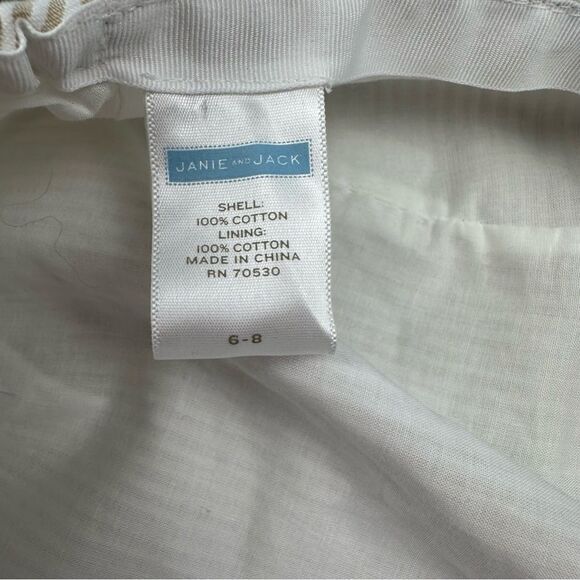 JANIE AND JACK
SHELL:
100% COTTON
LINING:
100% COTTON
MADE IN CHINA
RN 70530
6-8